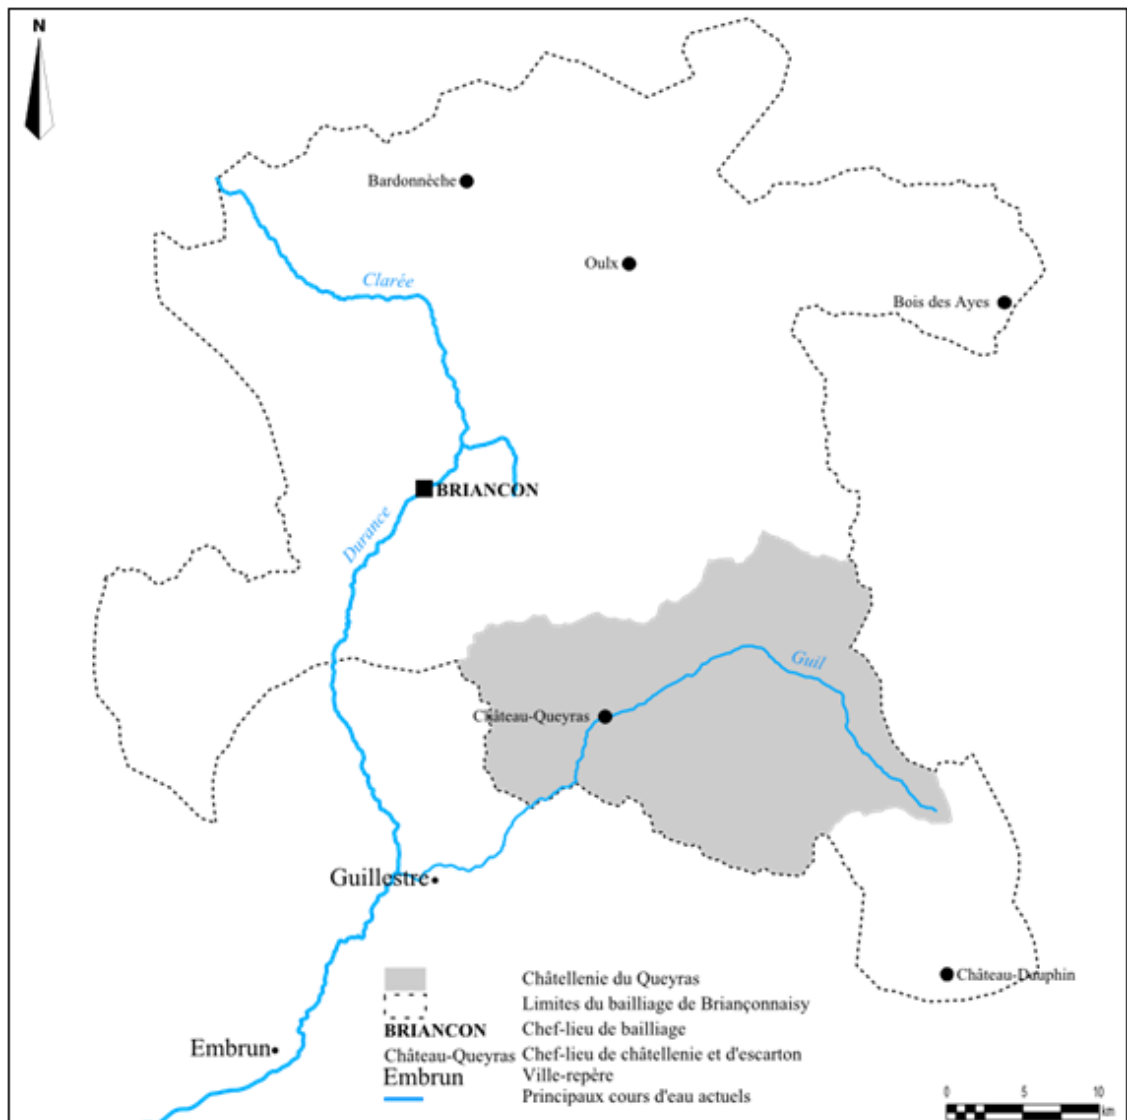 N
Bardonnèche
Oulx
Clarée
Bois des Ayes
BRIANCON
Durance
Guil
Château-Queyras
Guillestre
Château-Dauphin
Embrun
Châtellenie du Queyras
Limites du bailliage de Briançonnaisy
BRIANCON Chef-lieu de bailliage
Château-Queyras Chef-lieu de châtellenie et d'escarton
Embrun Ville-repère
Principaux cours d'eau actuels
0 5 10
km